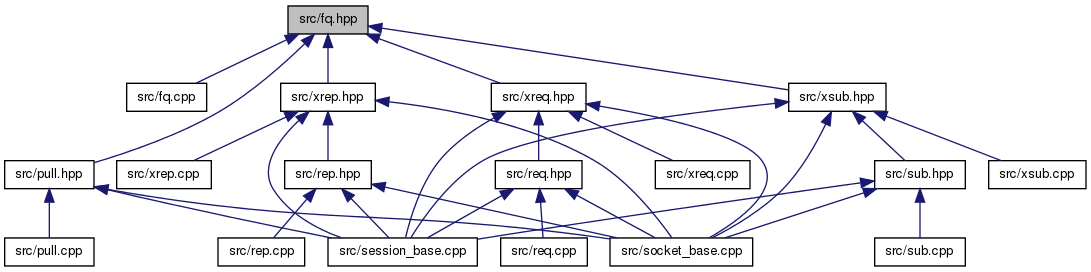 src/fq.hpp
src/fq.cpp
src/xrep.hpp
src/xreq.hpp
src/xsub.hpp
src/pull.hpp
src/xrep.cpp
src/rep.hpp
src/req.hpp
src/xreq.cpp
src/sub.hpp
src/xsub.cpp
src/pull.cpp
src/rep.cpp
src/session_base.cpp
src/req.cpp
src/socket_base.cpp
src/sub.cpp